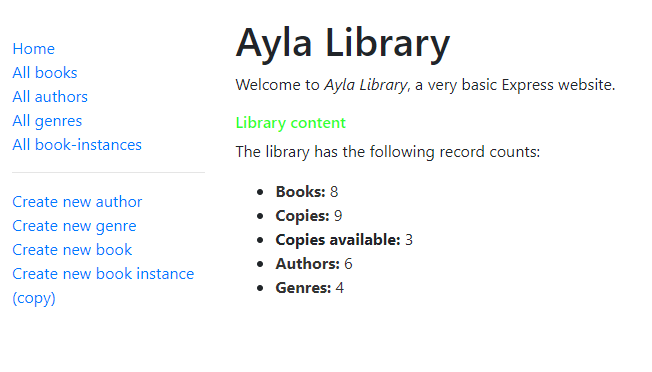 Home
All books
All authors
All genres
All book-instances
Create new author
Create new genre
Create new book
Create new book instance
(copy)
Ayla Library
Welcome to Ayla Library, a very basic Express website.
Library content
The library has the following record counts:
Books: 8
Copies: 9
Copies available: 3
Authors: 6
Genres: 4